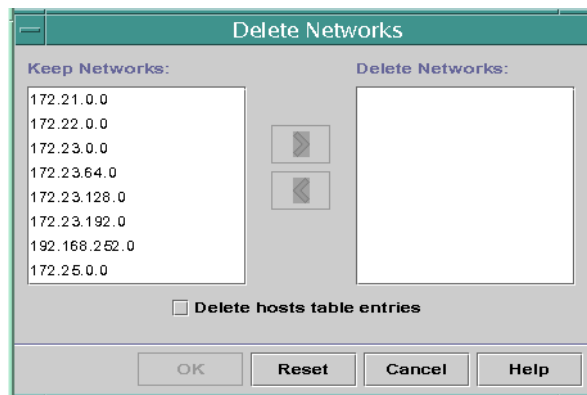 Delete Networks
Keep Networks:
Delete Networks:
172.21.0.0
172.22.0.0
172.23.0.0
172.23.64.0
172.23.128.0
172.23.192.0
192.168.252.0
172.25.0.0
Delete hosts table entries
OK
Reset
Cancel
Help